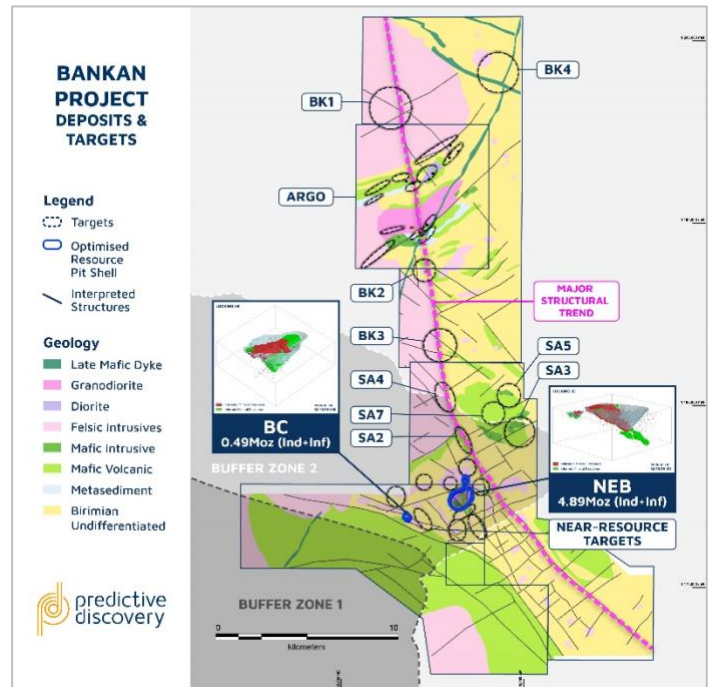 BANKAN
PROJECT
DEPOSITS &
TARGETS
Legend
Targets
Optimised
Resource
Pit Shell
Interpreted
Structures
Geology
Late Mafic Dyke
Granodiorite
Diorite
Felsic Intrusives
Mafic Intrusive
Mafic Volcanic
Metasediment
Birimian
Undifferentiated
predictive
discovery
BK4
BK1
ARGO
BK2
MAJOR
STRUCTURAL
TREND
BK3
SA5
SA3
SA4
SA7
SA2
BC
0.49Moz (Ind+Inf)
NEB
4.89Moz (Ind+Inf)
BUFFER ZONE 2
NEAR-RESOURCE
TARGETS
BUFFER ZONE 1
0 10
kilometers